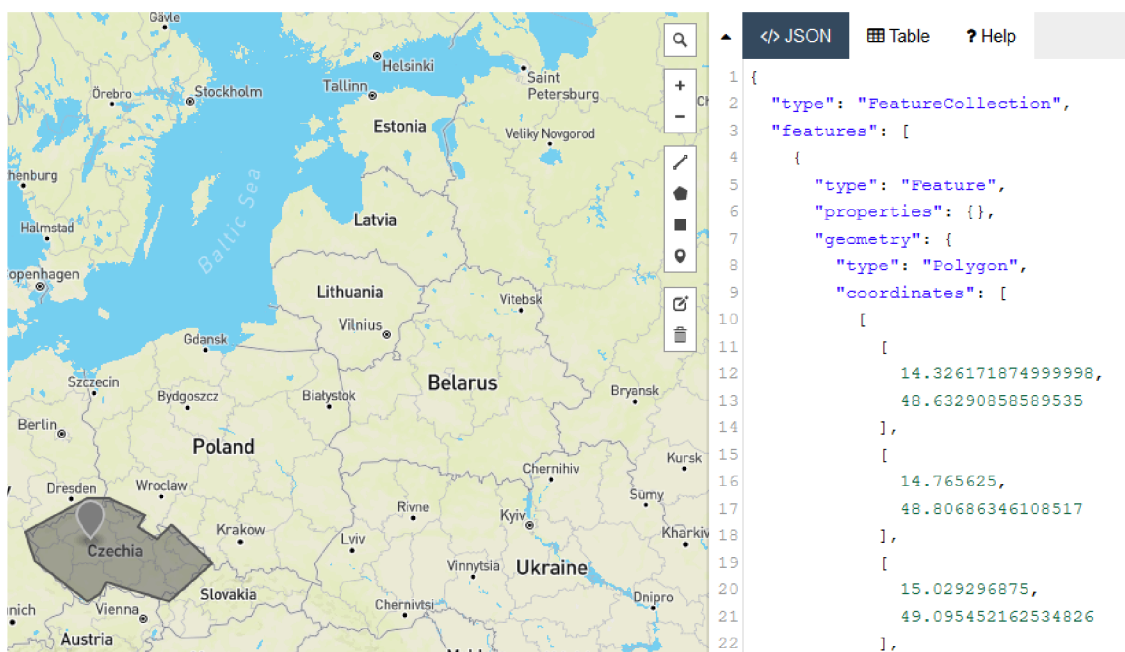 Gävle
Helsinki
Saint
Petersburg
Tallinn
Örebro
Stockholm
Estonia
Veliky Novgorod
henburg
Halmstad
Latvia
Baltic Sea
openhagen
Lithuania
Vitebsk
Vilnius
Gdansk
Szczecin
Bydgoszcz
Białystok
Belarus
Bryansk
Berlin
Poland
Chernihiv
Kursk
Dresden
Wroclaw
Sumy
Rivne
Kyiv
Krakow
Lviv
Kharkiv
Czechia
Vinnytsia
Ukraine
Slovakia
Dnipro
nich
Vienna
Chernivtsi
Austria
</> JSON
Table
? Help
1 {
2 "type": "FeatureCollection",
3 "features": [
4 {
5 "type": "Feature",
6 "properties": {},
7 "geometry": {
8 "type": "Polygon",
9 "coordinates": [
10 [
11 [
12 14.326171874999998,
13 48.63290858589535
14 ],
15 [
16 14.765625,
17 48.80686346108517
18 ],
19 [
20 15.029296875,
21 49.095452162534826
22 ],